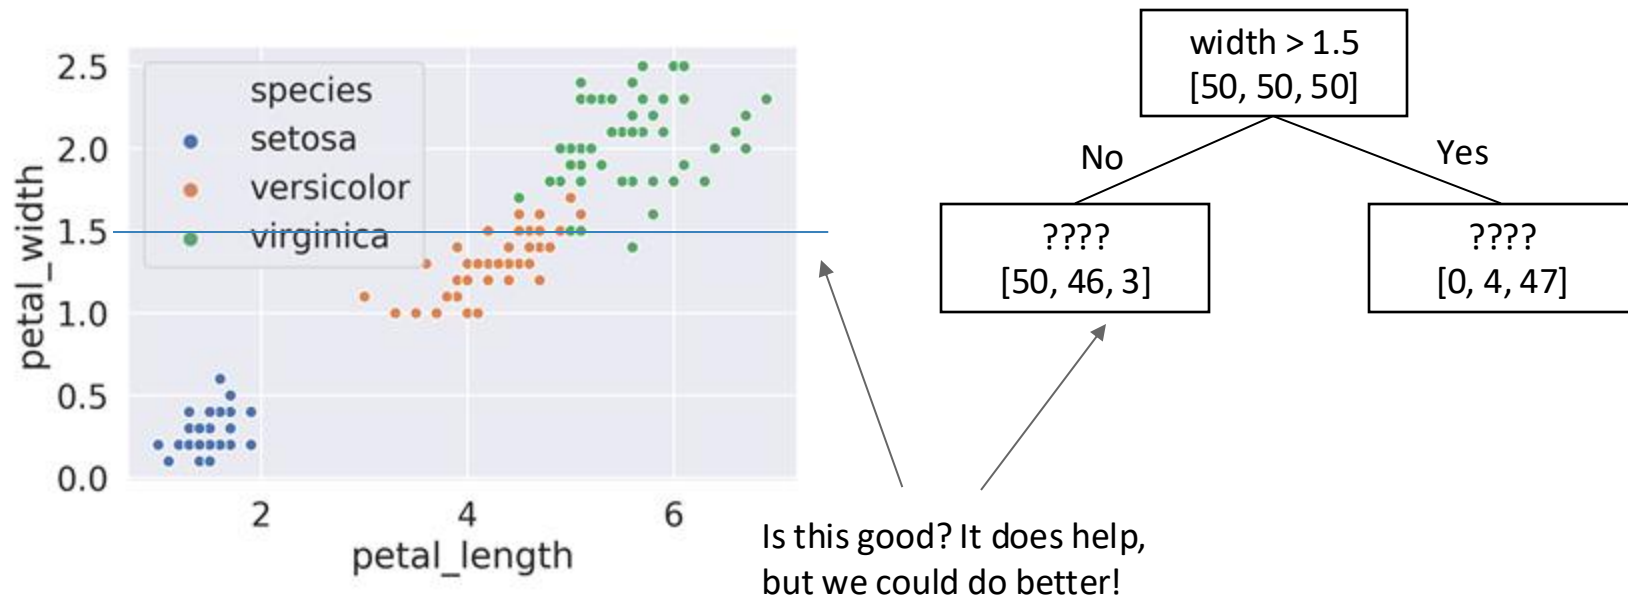 2.5
2.0
1.5
1.0
0.5
0.0
petal_width
species
setosa
versicolor
virginica
2
4
6
petal_length
width > 1.5
[50, 50, 50]
No
Yes
????
[50, 46, 3]
????
[0, 4, 47]
Is this good? It does help,
but we could do better!